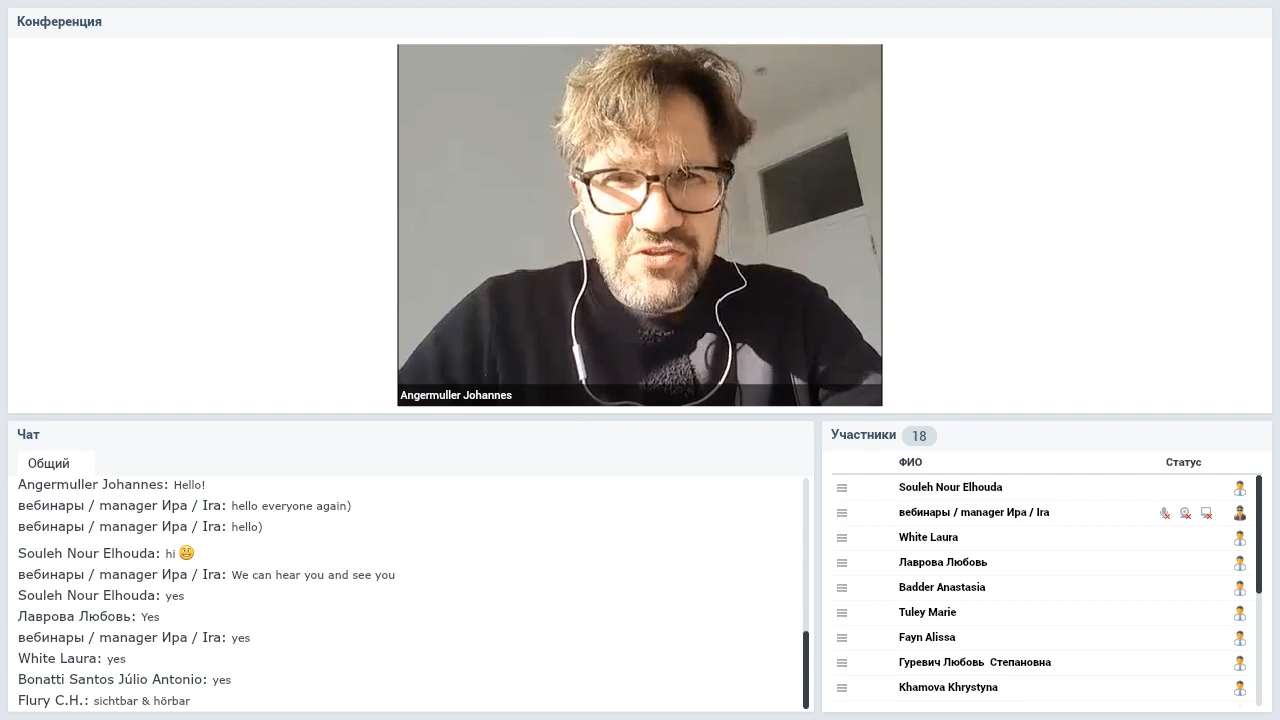 Конференция
Angermuller Johannes
Чат
Общий
Angermuller Johannes: Hello!
вебинары / manager Ира / Ira: hello everyone again)
вебинары / manager Ира / Ira: hello)
Souleh Nour Elhouda: hi
вебинары / manager Ира / Ira: We can hear you and see you
Souleh Nour Elhouda: yes
Лаврова Любовь: Yes
вебинары / manager Ира / Ira: yes
White Laura: yes
Bonatti Santos Júlio Antonio: yes
Flury C.H.: sichtbar & hörbar
Участники 18
ФИО Статус
Souleh Nour Elhouda
вебинары / manager Ира / Ira
White Laura
Лаврова Любовь
Badder Anastasia
Tuley Marie
Fayn Alissa
Гуревич Любовь Степановна
Khamova Khrystyna